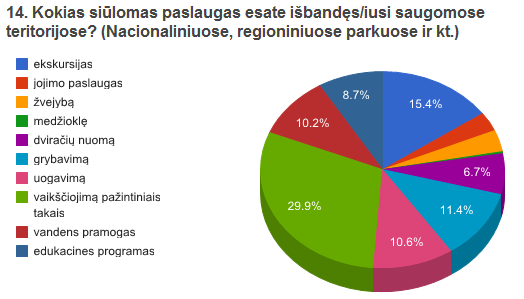 14. Kokias siūlomas paslaugas esate išbandęs/iusi saugomose
teritorijose? (Nacionaliniuose, regioniniuose parkuose ir kt.)
ekskursijas
jojimo paslaugas
žvejybą
medžioklę
dviračių nuomą
grybavimą
uogavimą
vaikščiojimą pažintiniais
takais
vandens pramogas
edukacines programas
15.4%
6.7%
11.4%
10.6%
29.9%
10.2%
8.7%